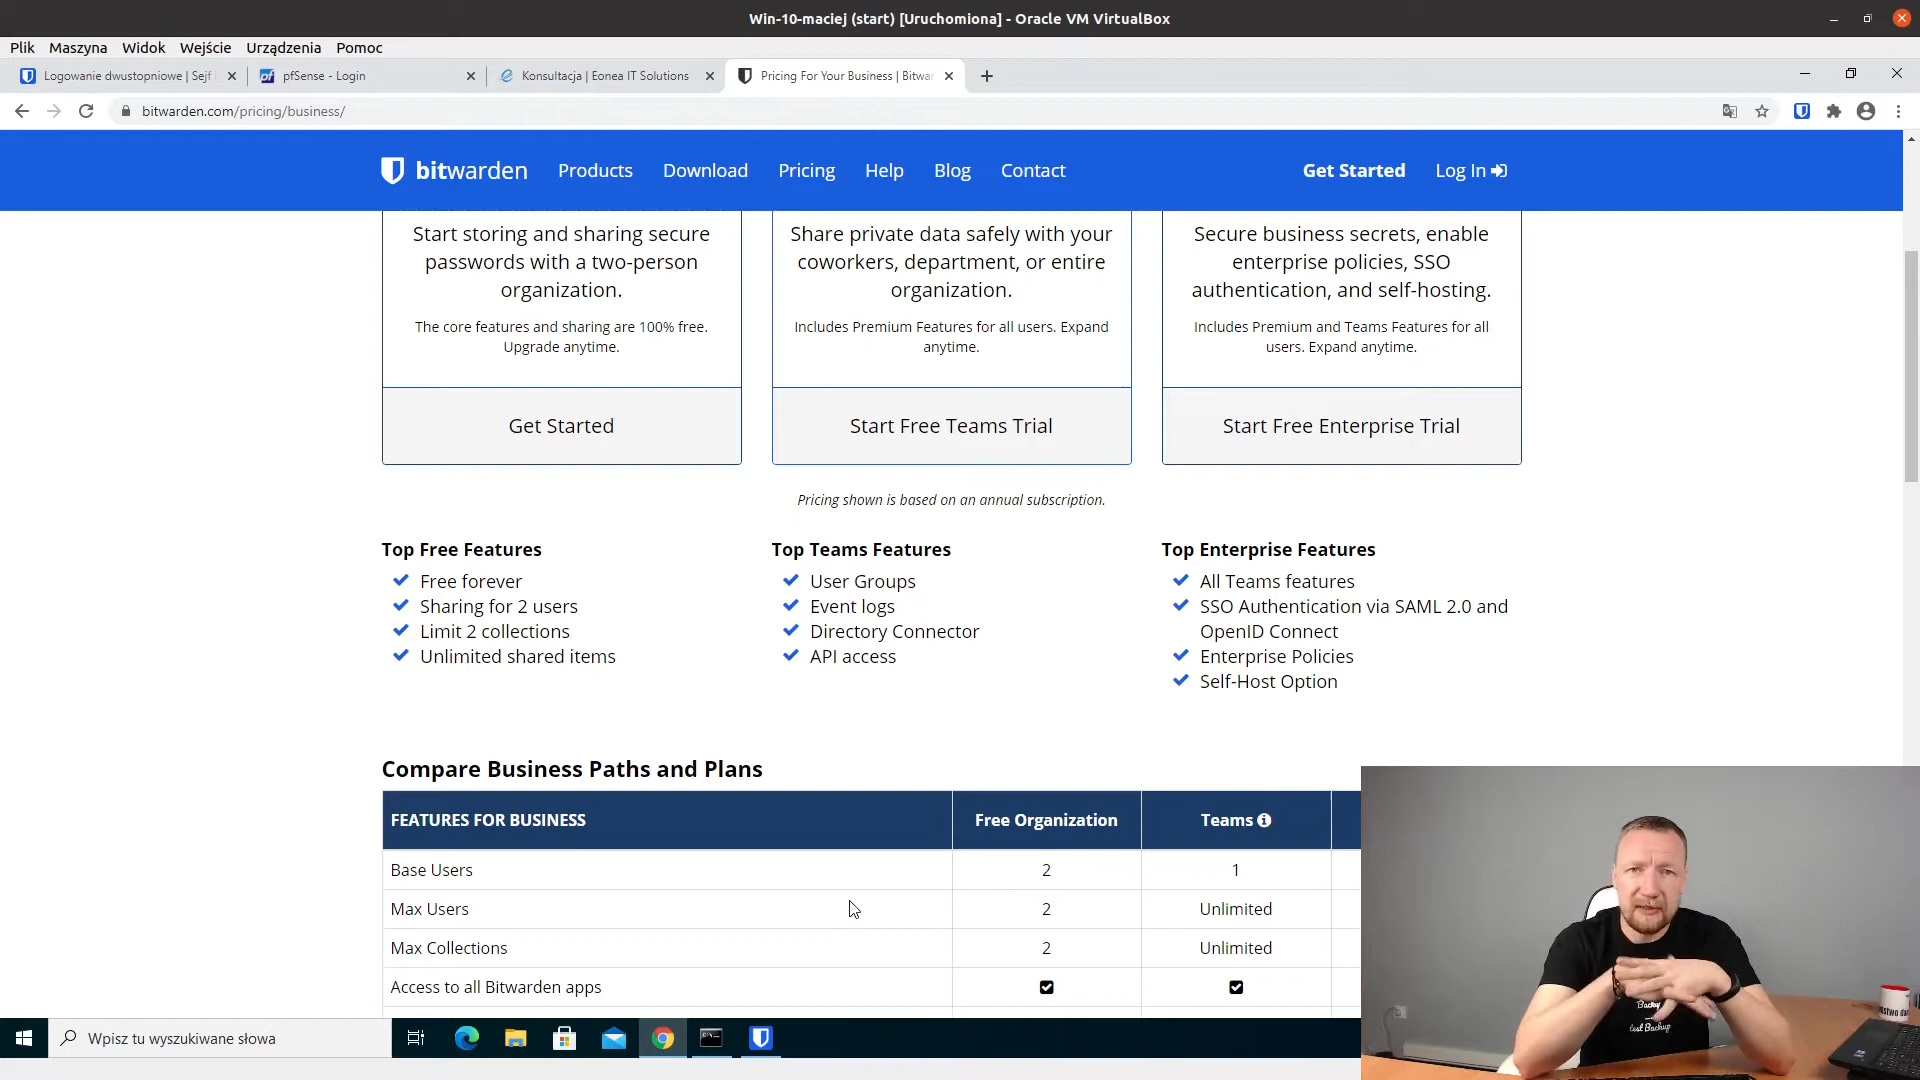 Win-10-maciej (start) [Uruchomiona] - Oracle VM VirtualBox
Plik Maszyna Widok Wejście Urządzenia Pomoc
Logowanie dwustopniowe | Sejf
pfSense - Login
Konsultacja | Eonea IT Solutions
Pricing For Your Business | Bitwar
bitwarden.com/pricing/business/
bitwarden Products Download Pricing Help Blog Contact Get Started Log In
Start storing and sharing secure
passwords with a two-person
organization.
The core features and sharing are 100% free.
Upgrade anytime.
Get Started
Share private data safely with your
coworkers, department, or entire
organization.
Includes Premium Features for all users. Expand
anytime.
Start Free Teams Trial
Secure business secrets, enable
enterprise policies, SSO
authentication, and self-hosting.
Includes Premium and Teams Features for all
users. Expand anytime.
Start Free Enterprise Trial
Pricing shown is based on an annual subscription.
Top Free Features
Free forever
Sharing for 2 users
Limit 2 collections
Unlimited shared items
Top Teams Features
User Groups
Event logs
Directory Connector
API access
Top Enterprise Features
All Teams features
SSO Authentication via SAML 2.0 and
OpenID Connect
Enterprise Policies
Self-Host Option
Compare Business Paths and Plans
FEATURES FOR BUSINESS Free Organization Teams
Base Users 2 1
Max Users 2 Unlimited
Max Collections 2 Unlimited
Access to all Bitwarden apps
Wpisz tu wyszukiwane słowa